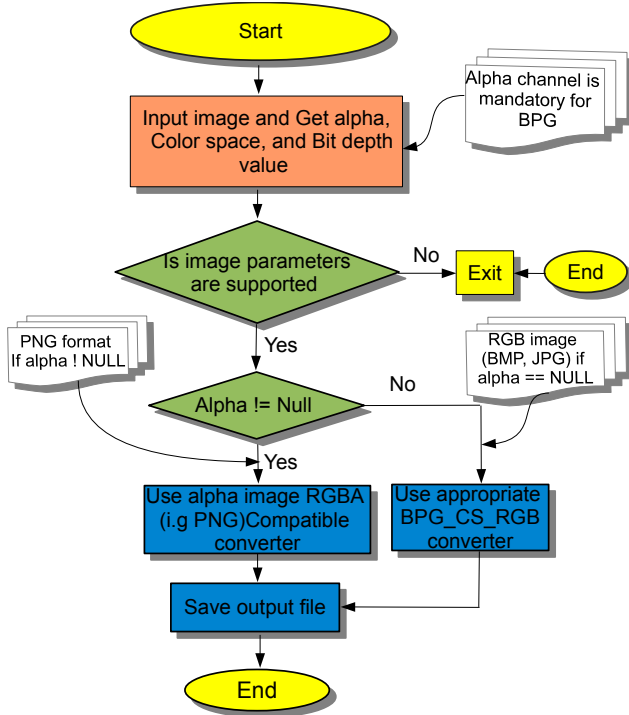 Start
Alpha channel is
mandatory for
BPG
Input image and Get alpha,
Color space, and Bit depth
value
Is image parameters
are supported
No
Exit
End
Yes
PNG format
If alpha ! NULL
RGB image
(BMP, JPG) if
alpha == NULL
Alpha != Null
No
Yes
Use alpha image RGBA
(i.g PNG)Compatible
converter
Use appropriate
BPG_CS_RGB
converter
Save output file
End